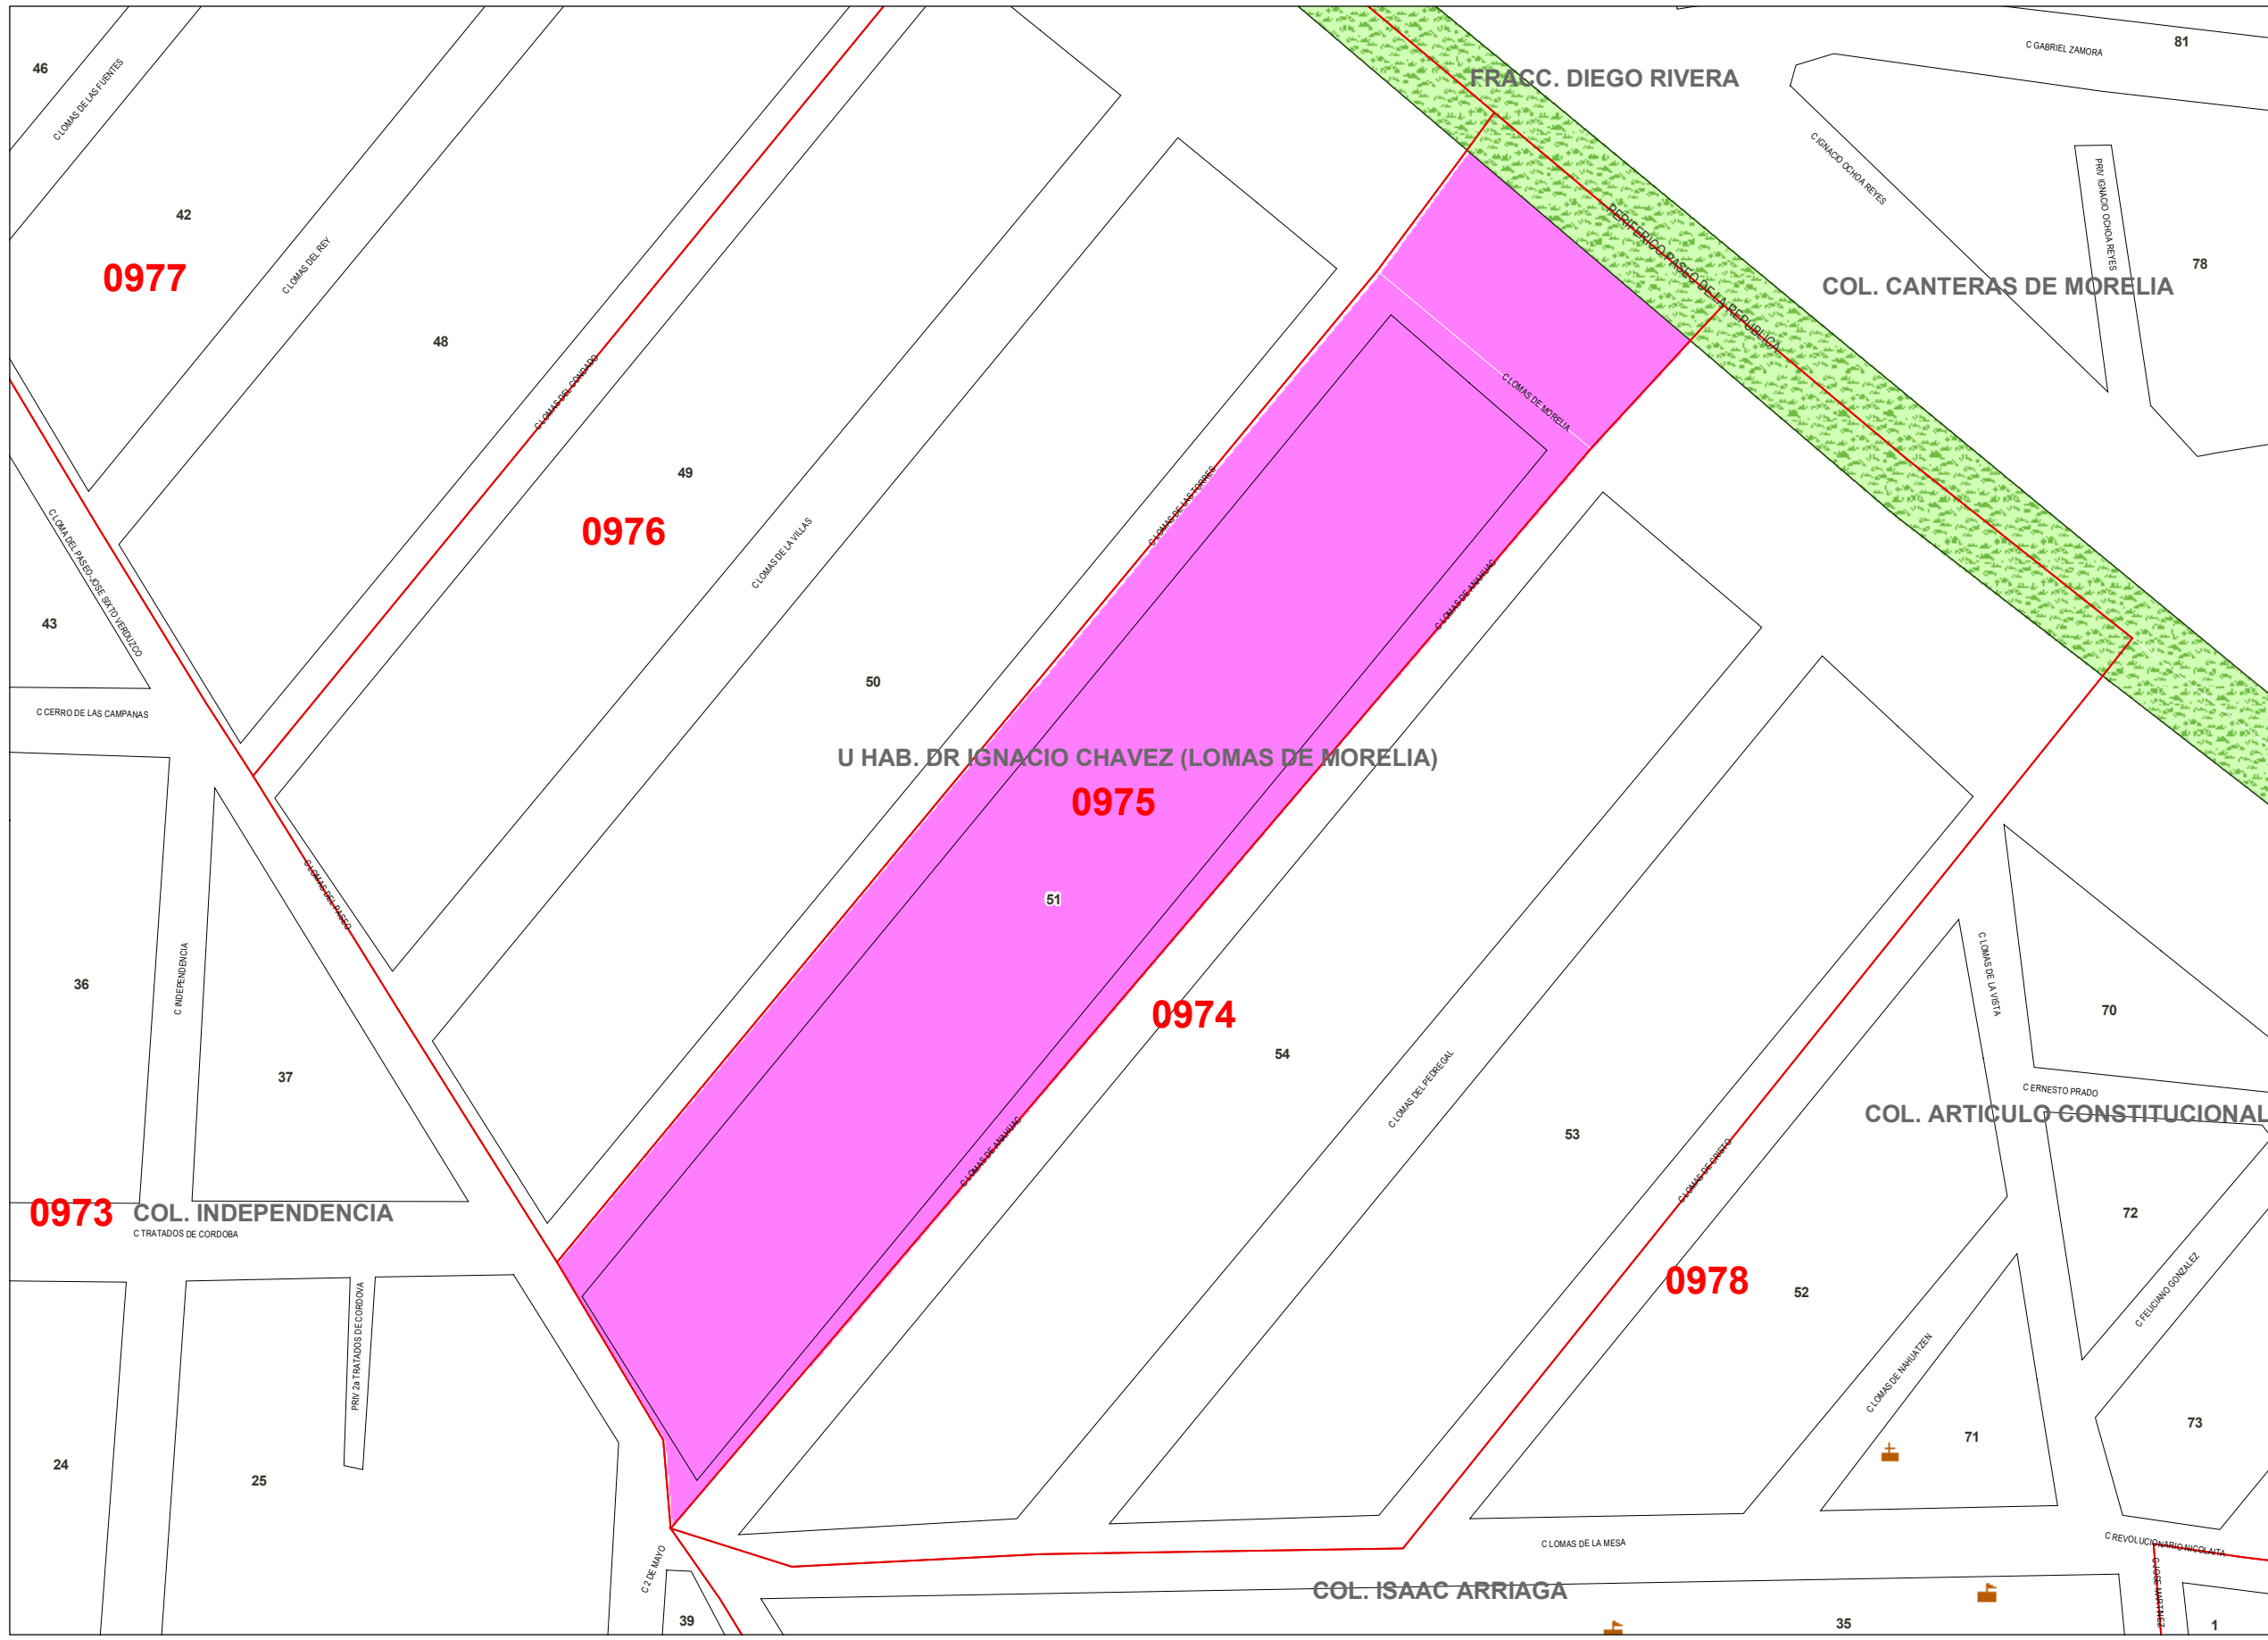 46
C LOMAS DE LAS FUENTES
FRACC. DIEGO RIVERA
C GABRIEL ZAMORA
81
C IGNACIO OCHOA REYES
PRIV IGNACIO OCHOA REYES
42
0977
C LOMAS DEL REY
PERIFERICO PASEO DE LA REPUBLICA
COL. CANTERAS DE MORELIA
78
48
C LOMAS DEL CONDADO
C LOMAS DE MORELIA
49
0976
C LOMAS DE LA VILLAS
C LOMAS DE LAS TORRES
C LOMAS DE ANAHUAC
C LOMA DEL PASEO-JOSE SIXTO VERDUZCO
43
50
C CERRO DE LAS CAMPANAS
U HAB. DR IGNACIO CHAVEZ (LOMAS DE MORELIA)
0975
C LOMAS DEL PASEO
51
36
C INDEPENDENCIA
C LOMAS DE LA VISTA
70
0974
54
37
C LOMAS DEL PEDREGAL
C ERNESTO PRADO
COL. ARTICULO CONSTITUCIONAL
53
C LOMAS DE ANAHUAC
C LOMAS DE CRISTO
0973
COL. INDEPENDENCIA
C TRATADOS DE CORDOBA
72
0978
52
C FELICIANO GONZALEZ
PRIV 2a TRATADOS DE CORDOVA
C LOMAS DE NAHUATZEN
73
71
24
25
C LOMAS DE LA MESA
C REVOLUCIONARIO NICOLAITA
C 2 DE MAYO
C JOSE MARTINEZ
COL. ISAAC ARRIAGA
39
35
1